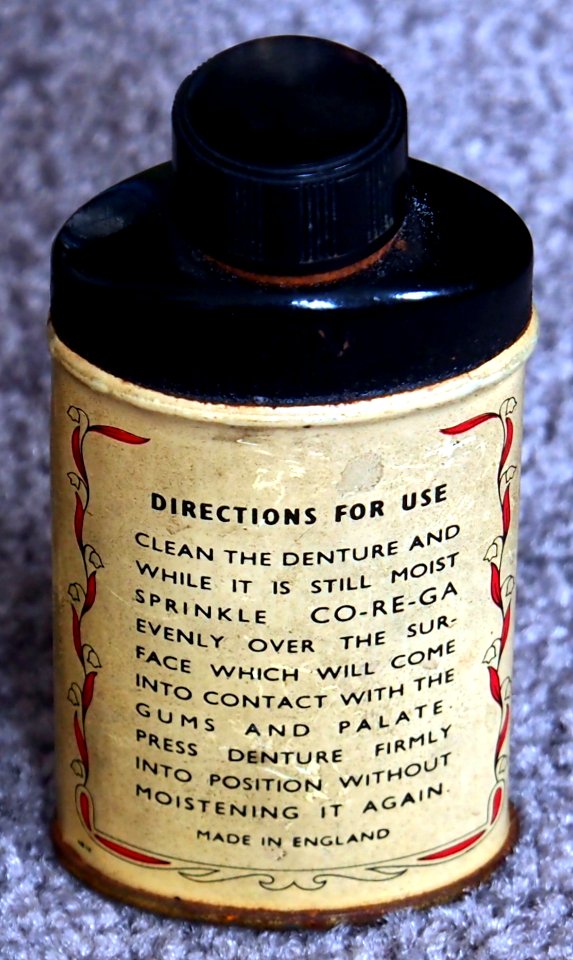 DIRECTIONS FOR USE
CLEAN THE DENTURE AND
WHILE IT IS STILL MOIST
SPRINKLE CO-RE-GA
EVENLY OVER THE SUR-
FACE WHICH WILL COME
INTO CONTACT WITH THE
GUMS AND PALATE.
PRESS DENTURE FIRMLY
INTO POSITION WITHOUT
MOISTENING IT AGAIN.
MADE IN ENGLAND